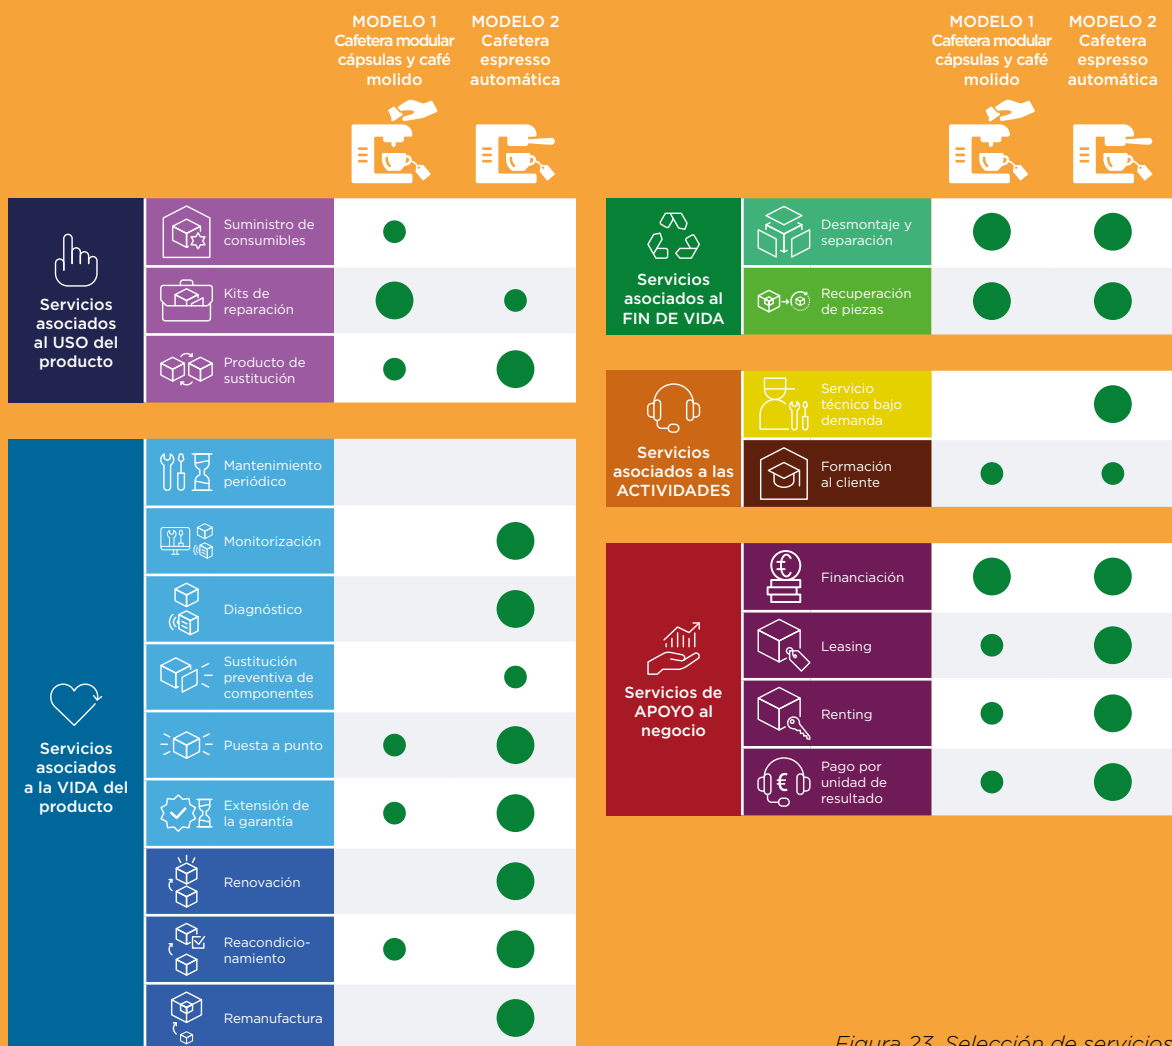 MODELO 1
Cafetera modular
cápsulas y café
molido
MODELO 2
Cafetera
espresso
automática
Servicios
asociados
al USO del
producto
Suministro de
consumibles
Kits de
reparación
Producto de
sustitución
Servicios
asociados
a la VIDA del
producto
Mantenimiento
periódico
Monitorización
Diagnóstico
Sustitución
preventiva de
componentes
Puesta a punto
Extensión de
la garantía
Renovación
Reacondicio-
namiento
Remanufactura
MODELO 1
Cafetera modular
cápsulas y café
molido
MODELO 2
Cafetera
espresso
automática
Servicios
asociados al
FIN DE VIDA
Desmontaje y
separación
Recuperación
de piezas
Servicios
asociados a las
ACTIVIDADES
Servicio
técnico bajo
demanda
Formación
al cliente
Servicios de
APOYO al
negocio
Financiación
Leasing
Renting
Pago por
unidad de
resultado
Figura 23. Selección de servicios